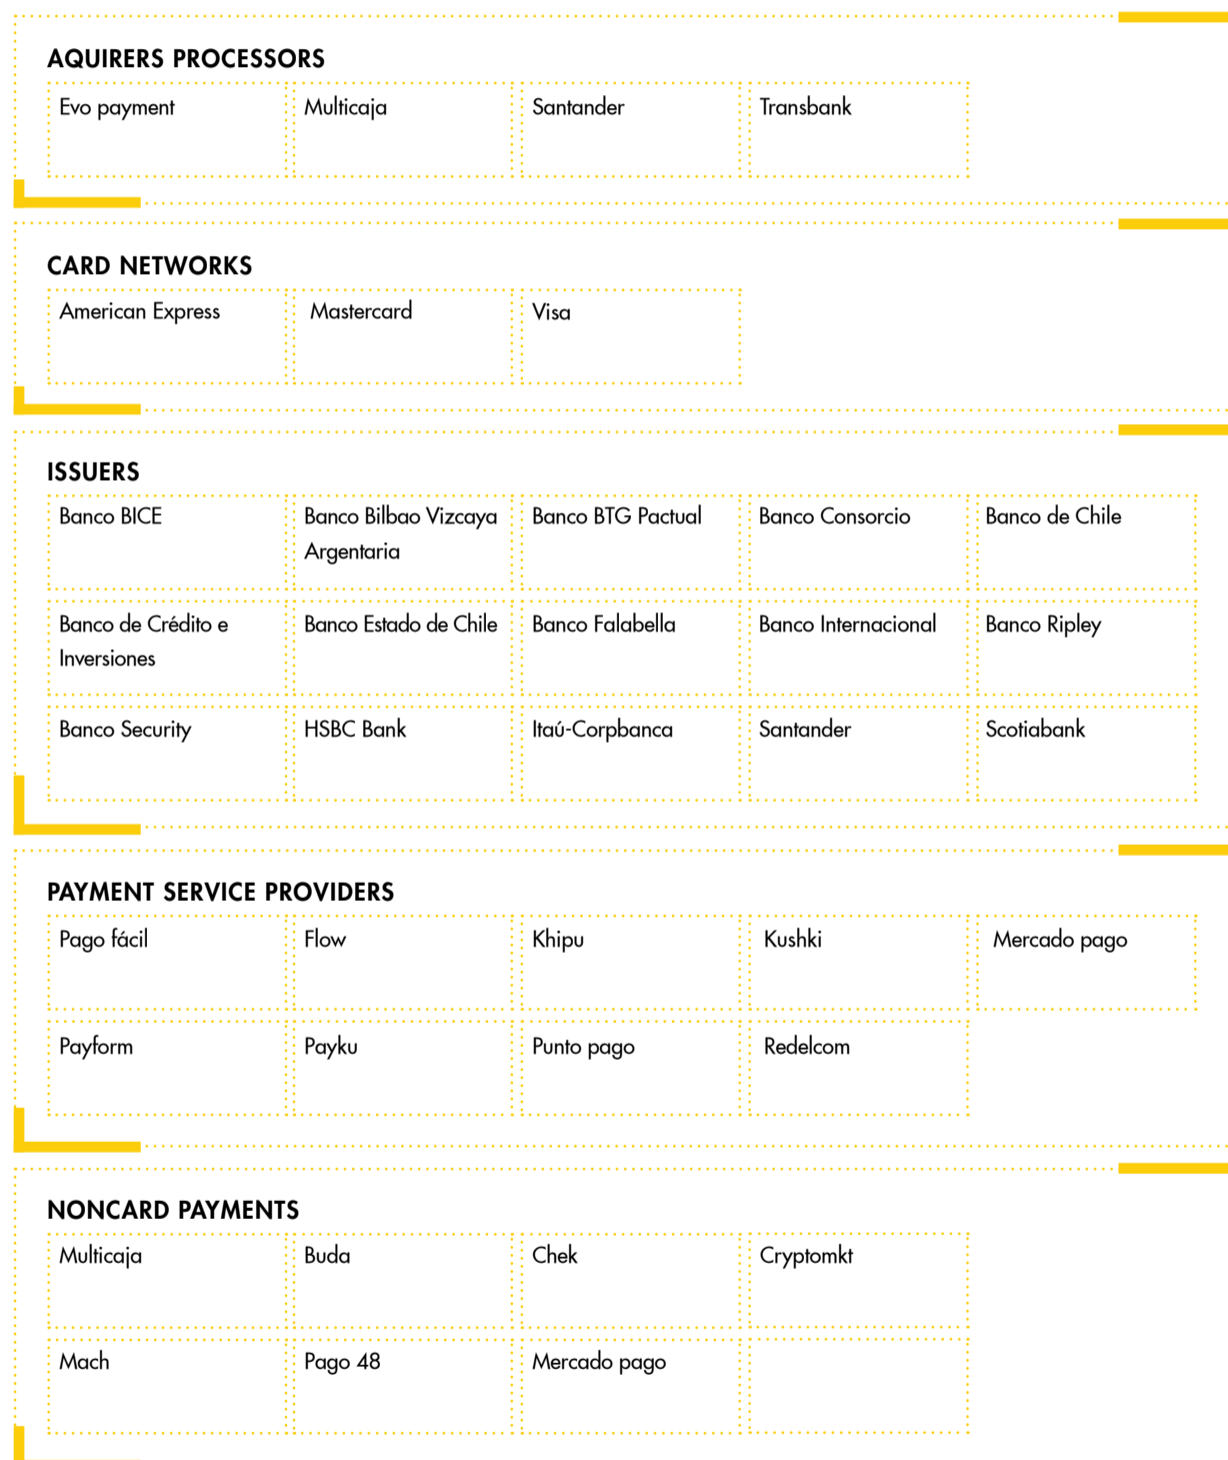 AQUIRERS PROCESSORS
Evo payment
Multicaja
Santander
Transbank
CARD NETWORKS
American Express
Mastercard
Visa
ISSUERS
Banco BICE
Banco Bilbao Vizcaya
Argentaria
Banco BTG Pactual
Banco Consorcio
Banco de Chile
Banco de Crédito e
Inversiones
Banco Estado de Chile
Banco Falabella
Banco Internacional
Banco Ripley
Banco Security
HSBC Bank
Itaú-Corpbanca
Santander
Scotiabank
PAYMENT SERVICE PROVIDERS
Pago fácil
Flow
Khipu
Kushki
Mercado pago
Payform
Payku
Punto pago
Redelcom
NONCARD PAYMENTS
Multicaja
Buda
Chek
Cryptomkt
Mach
Pago 48
Mercado pago